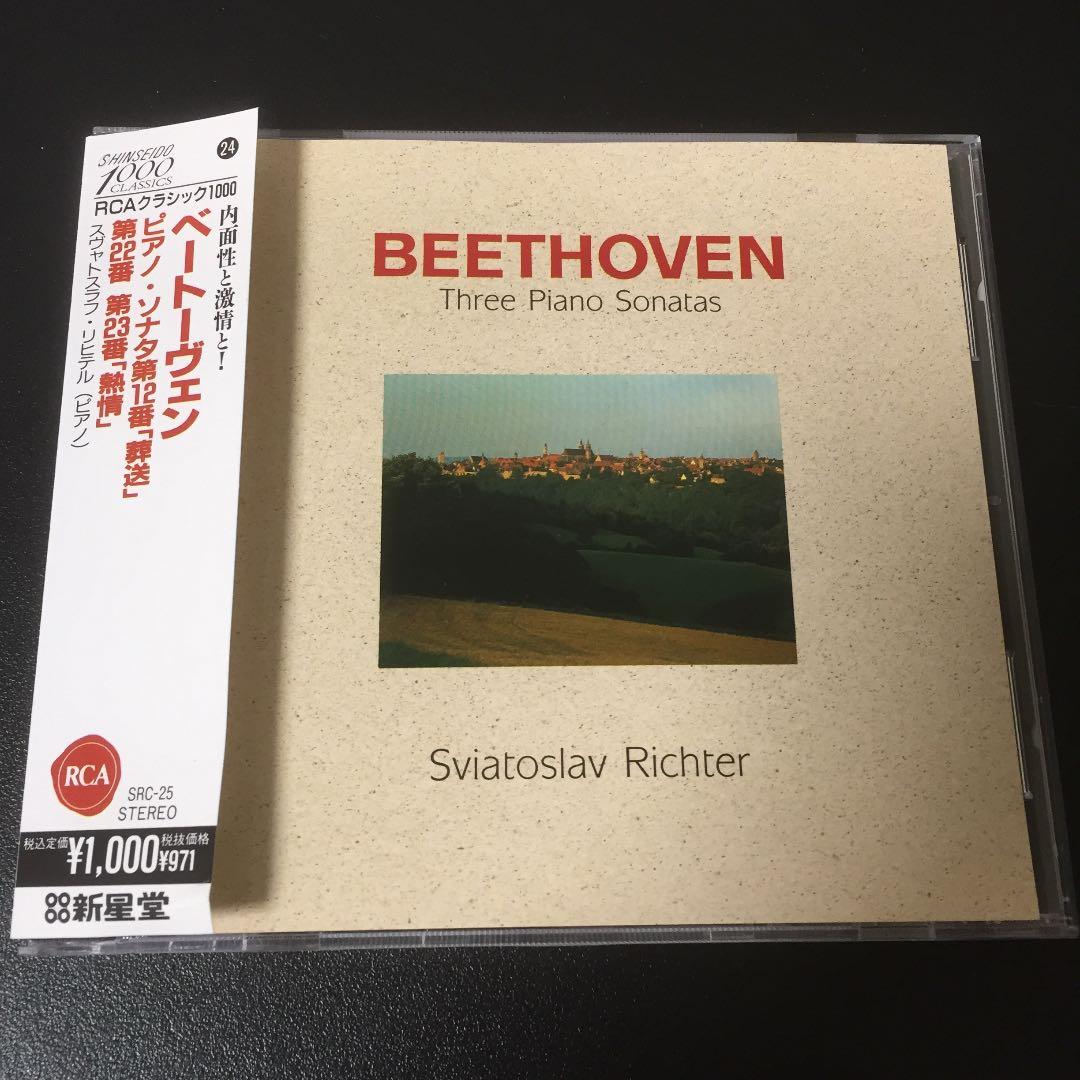 SHINSEIDO
1000
CLASSICS
24
RCAクラシック1000
内面性と激情と!
ベートーヴェン
ピアノ・ソナタ第12番「葬送」
第22番 第23番「熱情」
スヴャトスラフ・リヒテル(ピアノ)
RCA
SRC-25
STEREO
税込定価¥1,000税抜価格¥971
新星堂
BEETHOVEN
Three Piano Sonatas
Sviatoslav Richter